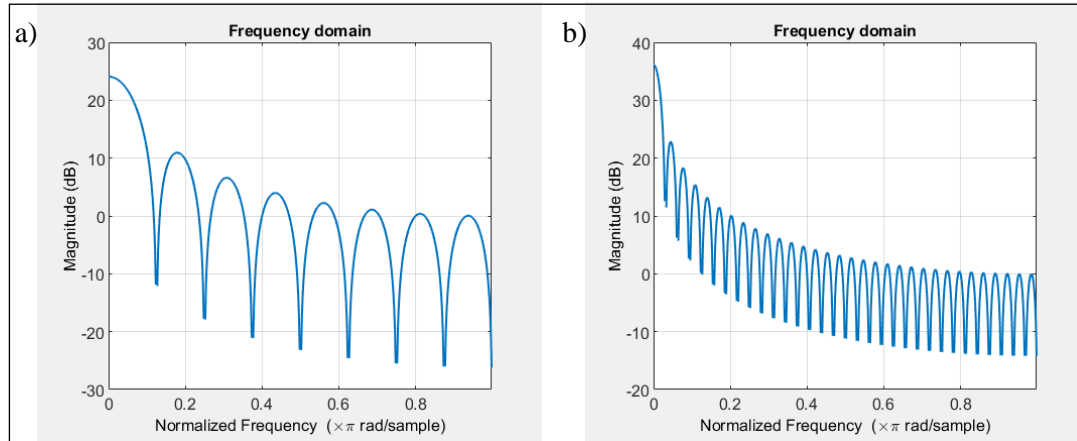 a)
Frequency domain
30
20
10
0
-10
-20
-30
Magnitude (dB)
0 0.2 0.4 0.6 0.8
Normalized Frequency (×π rad/sample)
b)
Frequency domain
40
30
20
10
0
-10
-20
Magnitude (dB)
0 0.2 0.4 0.6 0.8
Normalized Frequency (×π rad/sample)